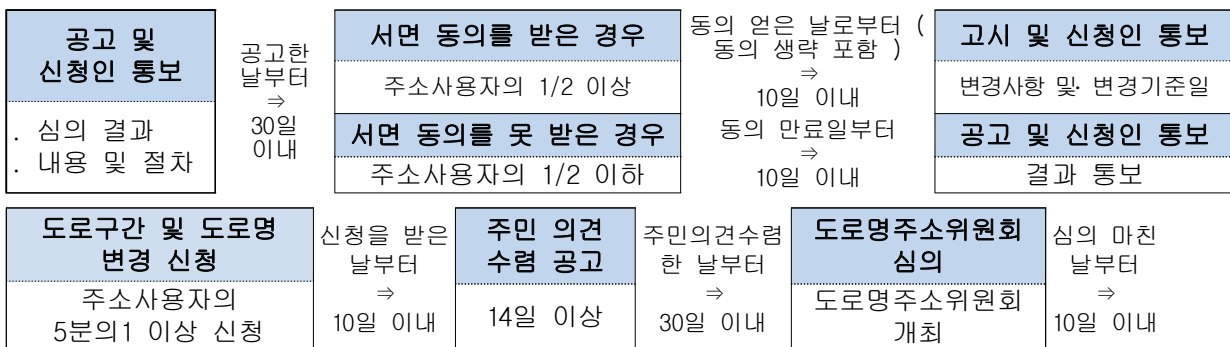 공고 및
신청인 통보
. 심의 결과
. 내용 및 절차
공고한
날부터
⇒
30일
이내
서면 동의를 받은 경우
주소사용자의 1/2 이상
서면 동의를 못 받은 경우
주소사용자의 1/2 이하
동의 얻은 날로부터 (
동의 생략 포함 )
⇒
10일 이내
동의 만료일부터
⇒
10일 이내
고시 및 신청인 통보
변경사항 및· 변경기준일
공고 및 신청인 통보
결과 통보
도로구간 및 도로명
변경 신청
주소사용자의
5분의1 이상 신청
신청을 받은
날부터
⇒
10일 이내
주민 의견
수렴 공고
14일 이상
주민의견수렴
한 날부터
⇒
30일 이내
도로명주소위원회
심의
도로명주소위원회
개최
심의 마친
날부터
⇒
10일 이내